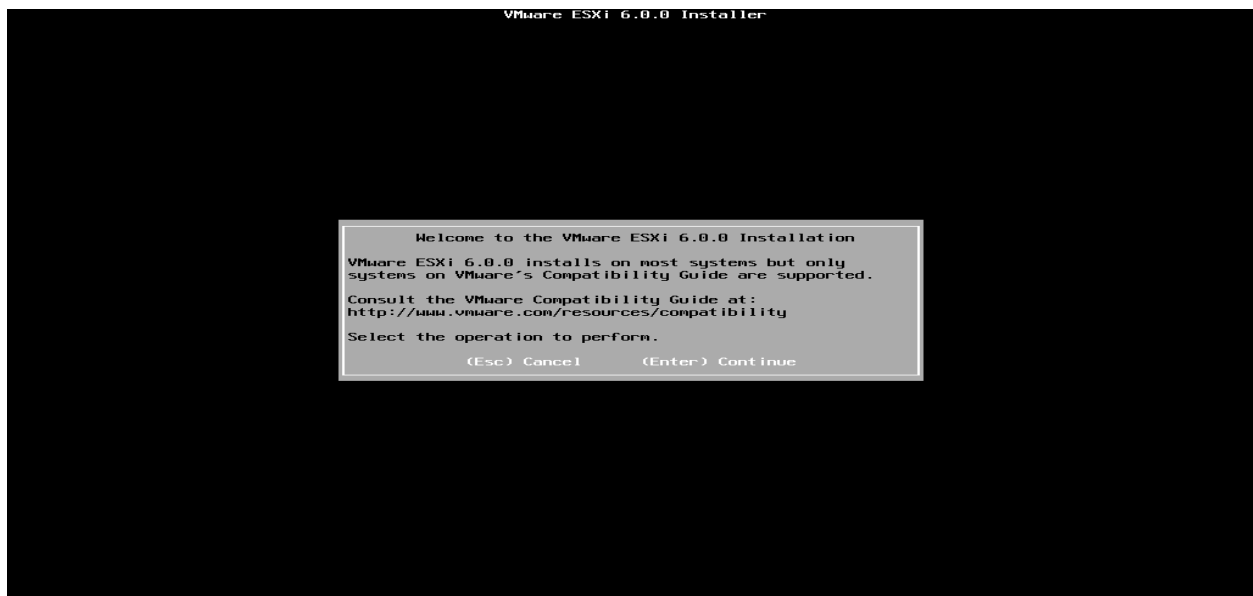 VMware ESXi 6.0.0 Installer
Welcome to the VMware ESXi 6.0.0 Installation
VMware ESXi 6.0.0 installs on most systems but only
systems on VMware's Compatibility Guide are supported.
Consult the VMware Compatibility Guide at:
http://www.vmware.com/resources/compatibility
Select the operation to perform.
(Esc) Cancel (Enter) Continue